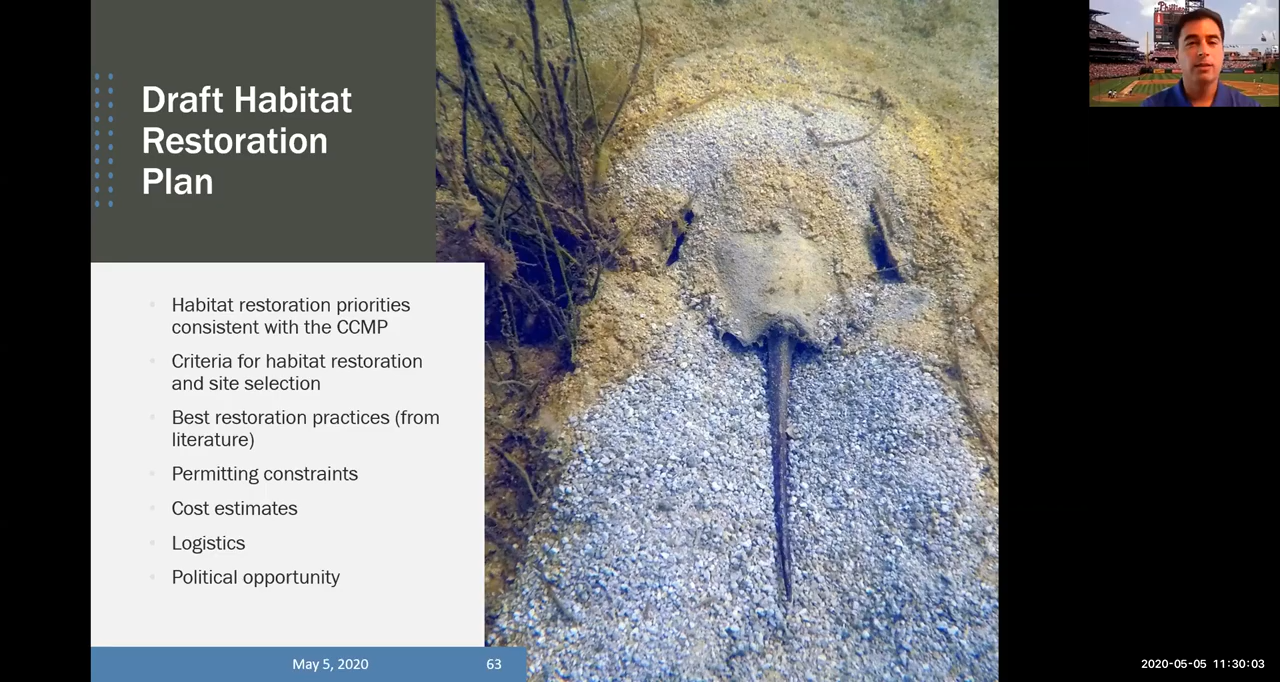 Draft Habitat
Restoration
Plan
Habitat restoration priorities
consistent with the CCMP
Criteria for habitat restoration
and site selection
Best restoration practices (from
literature)
Permitting constraints
Cost estimates
Logistics
Political opportunity
May 5, 2020
63
Phillies
2020-05-05 11:30:03